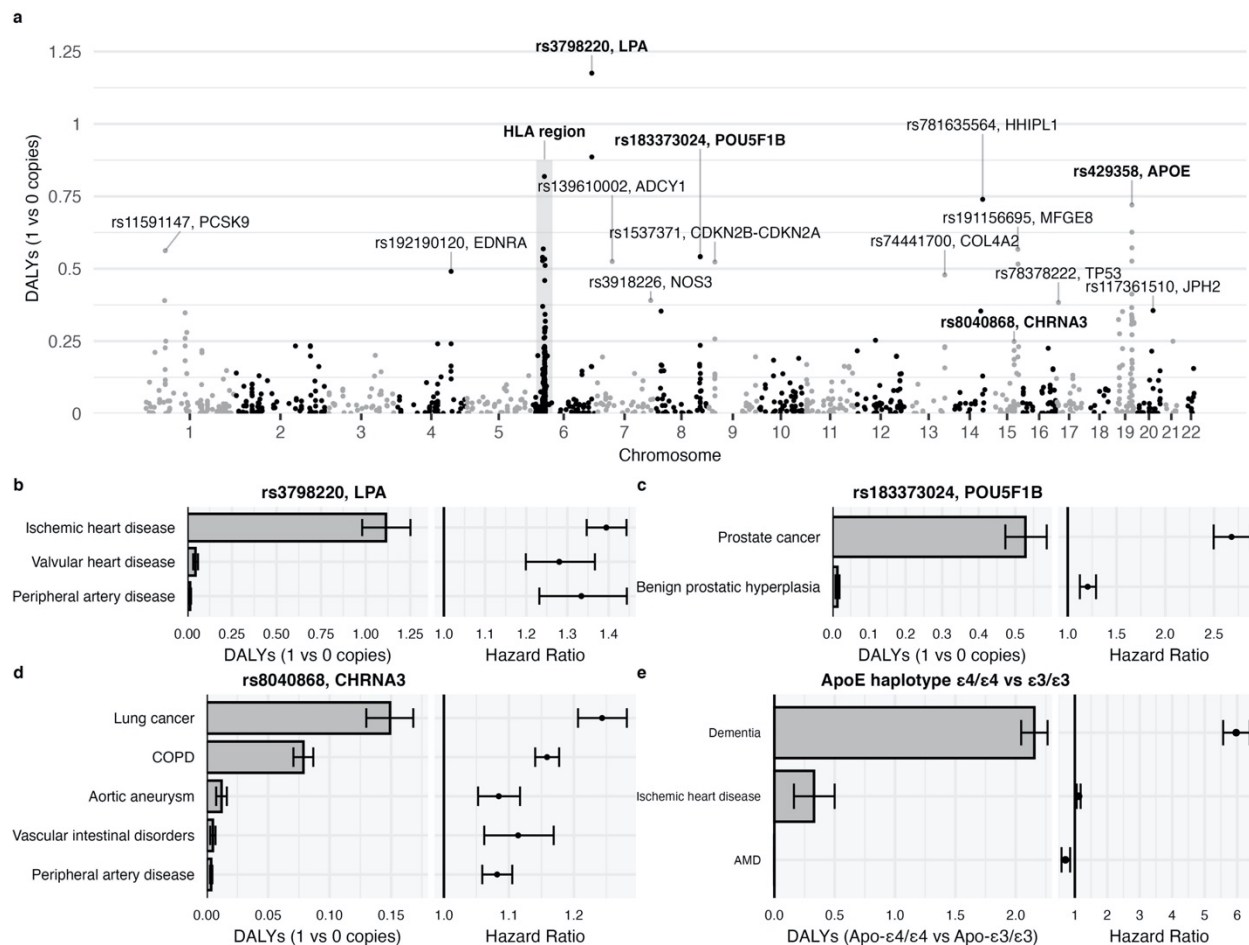 a
DALYs (1 vs 0 copies)
1.25
1
0.75
0.5
0.25
0
rs3798220, LPA
HLA region
rs183373024, POU5F1B
rs781635564, HHIPL1
rs429358, APOE
rs139610002, ADCY1
rs11591147, PCSK9
rs191156695, MFGE8
rs1537371, CDKN2B-CDKN2A
rs192190120, EDNRA
rs74441700, COL4A2
rs3918226, NOS3
rs78378222, TP53
rs117361510, JPH2
rs8040868, CHRNA3
1 2 3 4 5 6 7 8 9 10 11 12 13 14 15 16 17 18 19 20 21 22
Chromosome
b
rs3798220, LPA
Ischemic heart disease
Valvular heart disease
Peripheral artery disease
0.00 0.25 0.50 0.75 1.00 1.25
DALYs (1 vs 0 copies)
1.0 1.1 1.2 1.3 1.4
Hazard Ratio
c
rs183373024, POU5F1B
Prostate cancer
Benign prostatic hyperplasia
0.0 0.1 0.2 0.3 0.4 0.5
DALYs (1 vs 0 copies)
1.0 1.5 2.0 2.5
Hazard Ratio
d
rs8040868, CHRNA3
Lung cancer
COPD
Aortic aneurysm
Vascular intestinal disorders
Peripheral artery disease
0.00 0.05 0.10 0.15
DALYs (1 vs 0 copies)
1.0 1.1 1.2
Hazard Ratio
e
ApoE haplotype ε4/ε4 vs ε3/ε3
Dementia
Ischemic heart disease
AMD
0.0 0.5 1.0 1.5 2.0
DALYs (Apo-ε4/ε4 vs Apo-ε3/ε3)
1 2 3 4 5 6
Hazard Ratio